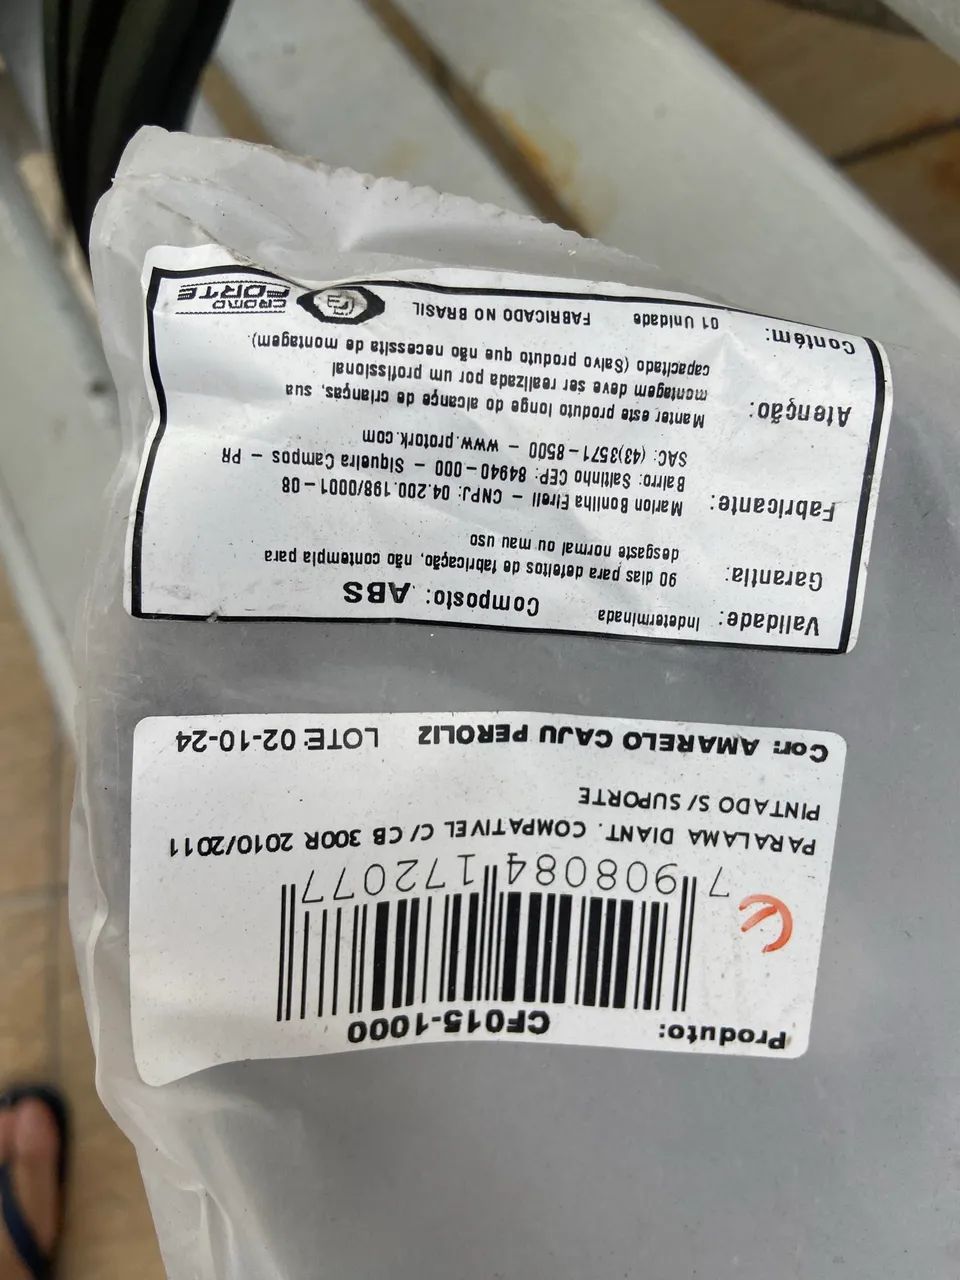 Produto: CF015-1000
7 908084 172077
PARALAMA DIANT. COMPATIVEL C/ CB 300R 2010/2011
PINTADO S/ SUPORTE
Cor: AMARELO CAJU PEROLIZ LOTE: 02-10-24
Validade: Indeterminada Composto: ABS
Garantia: 90 dias para defeitos de fabricação, não contempla para
desgaste normal ou mau uso
Fabricante: Marlon Bonilha Eireli – CNPJ: 04.200.198/0001-08
Bairro: Saltinho CEP: 84940-000 – Siqueira Campos – PR
SAC: (43)3571-8500 – www.protork.com
Atenção: Manter este produto longe do alcançe de crianças, sua
montagem deve ser realizada por um profissional
capacitado (Salvo produto que não necessita de montagem).
Contém: 01 Unidade FABRICADO NO BRASIL
CROMO
FORTE